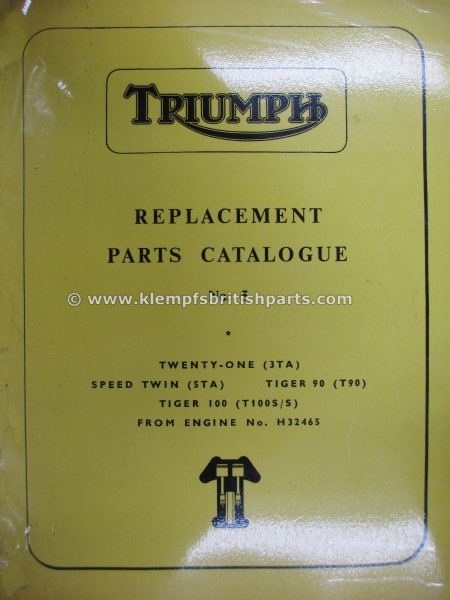 TRIUMPH
REPLACEMENT
PARTS CATALOGUE
No.
© www.klempfsbritishparts.com
*
TWENTY-ONE (3TA)
SPEED TWIN (5TA) TIGER 90 (T90)
TIGER 100 (T100S/S)
FROM ENGINE No. H32465